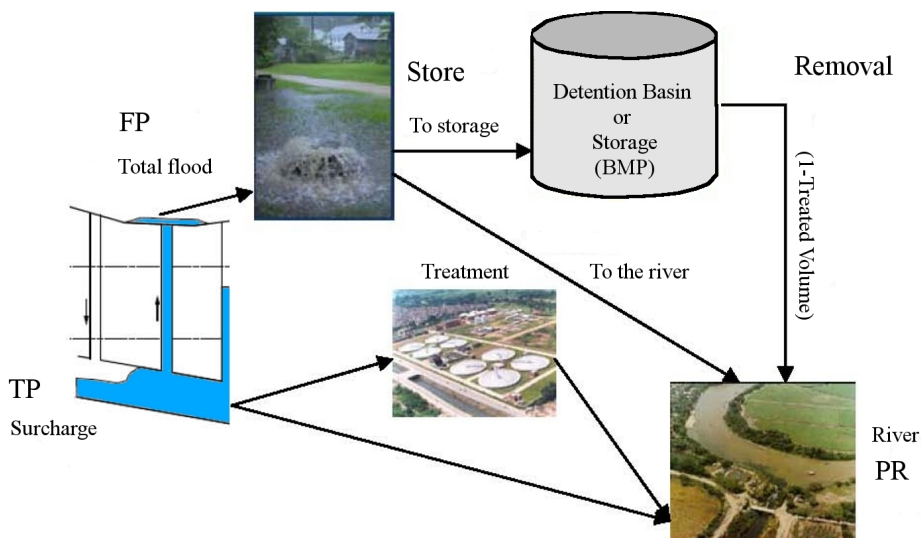 Store
Removal
Detention Basin
or
Storage
(BMP)
FP
To storage
Total flood
(1-Treated Volume)
Treatment
To the river
TP
Surcharge
River
PR